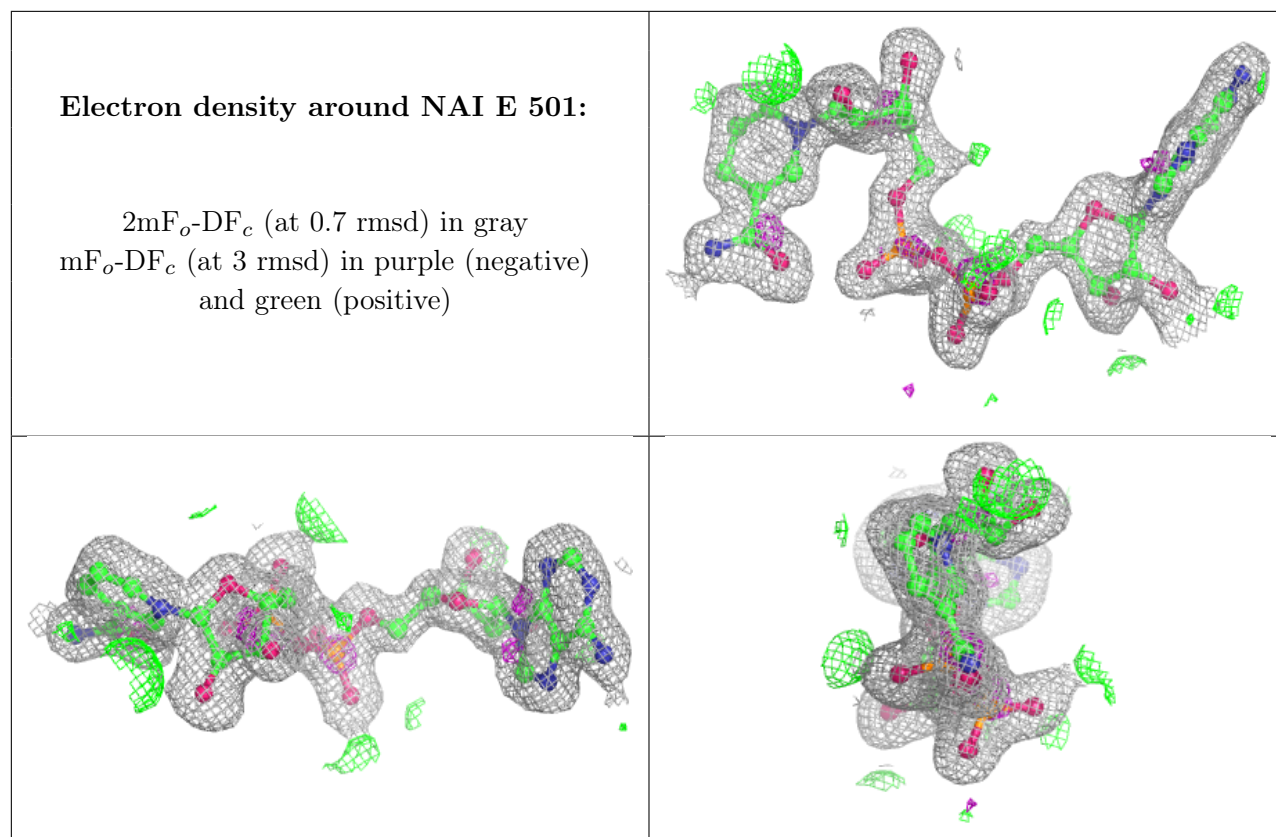 Electron density around NAI E 501:
2mFo-DFc (at 0.7 rmsd) in gray
mFo-DFc (at 3 rmsd) in purple (negative)
and green (positive)